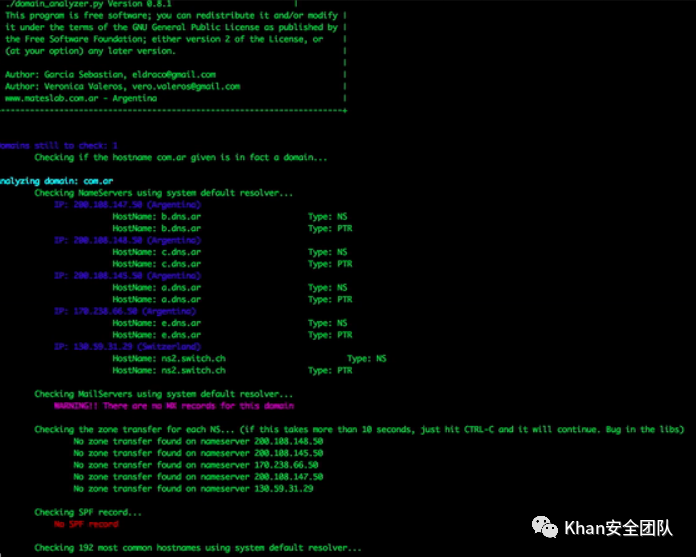 ./domain_analyzer.py Version 0.8.1 |
This program is free software; you can redistribute it and/or modify |
it under the terms of the GNU General Public License as published by |
the Free Software Foundation; either version 2 of the License, or |
(at your option) any later version. |
|
Author: Garcia Sebastian, eldraco@gmail.com |
Author: Veronica Valeros, vero.valeros@gmail.com |
www.mateslab.com.ar - Argentina |
---------------------------------------------------------------------+
omains still to check: 1
Checking if the hostname com.ar given is in fact a domain...
nalyzing domain: com.ar
Checking NameServers using system default resolver...
IP: 200.108.147.50 (Argentina)
HostName: b.dns.ar Type: NS
HostName: b.dns.ar Type: PTR
IP: 200.108.148.50 (Argentina)
HostName: c.dns.ar Type: NS
HostName: c.dns.ar Type: PTR
IP: 200.108.145.50 (Argentina)
HostName: a.dns.ar Type: NS
HostName: a.dns.ar Type: PTR
IP: 170.238.66.50 (Argentina)
HostName: e.dns.ar Type: NS
HostName: e.dns.ar Type: PTR
IP: 130.59.31.29 (Switzerland)
HostName: ns2.switch.ch Type: NS
HostName: ns2.switch.ch Type: PTR
Checking MailServers using system default resolver...
WARNING!! There are no MX records for this domain
Checking the zone transfer for each NS... (if this takes more than 10 seconds, just hit CTRL-C and it will continue. Bug in the libs)
No zone transfer found on nameserver 200.108.148.50
No zone transfer found on nameserver 200.108.145.50
No zone transfer found on nameserver 170.238.66.50
No zone transfer found on nameserver 200.108.147.50
No zone transfer found on nameserver 130.59.31.29
Checking SPF record...
No SPF record
Checking 192 most common hostnames using system default resolver...
Khan安全团队